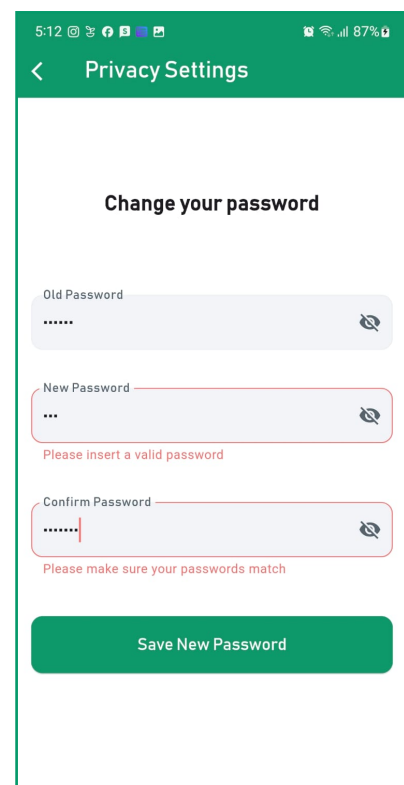 5:12
87%
Privacy Settings
Change your password
Old Password
••••••
New Password
•••
Please insert a valid password
Confirm Password
•••••••
Please make sure your passwords match
Save New Password